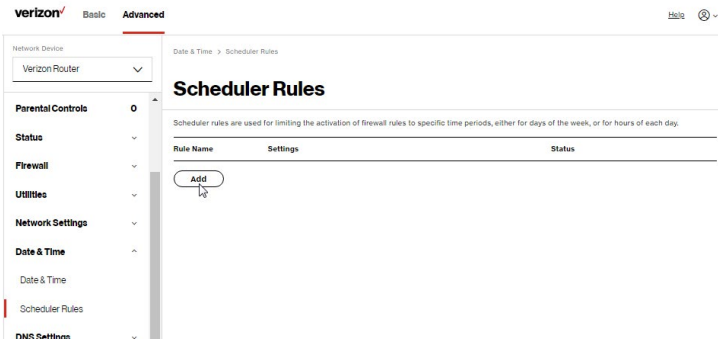 verizon✓ Basic Advanced Help
Network Device
Verizon Router
Parental Controls 0
Status
Firewall
Utilities
Network Settings
Date & Time
Date & Time
Scheduler Rules
DNS Settings
Date & Time > Scheduler Rules
Scheduler Rules
Scheduler rules are used for limiting the activation of firewall rules to specific time periods, either for days of the week, or for hours of each day.
Rule Name Settings Status
Add